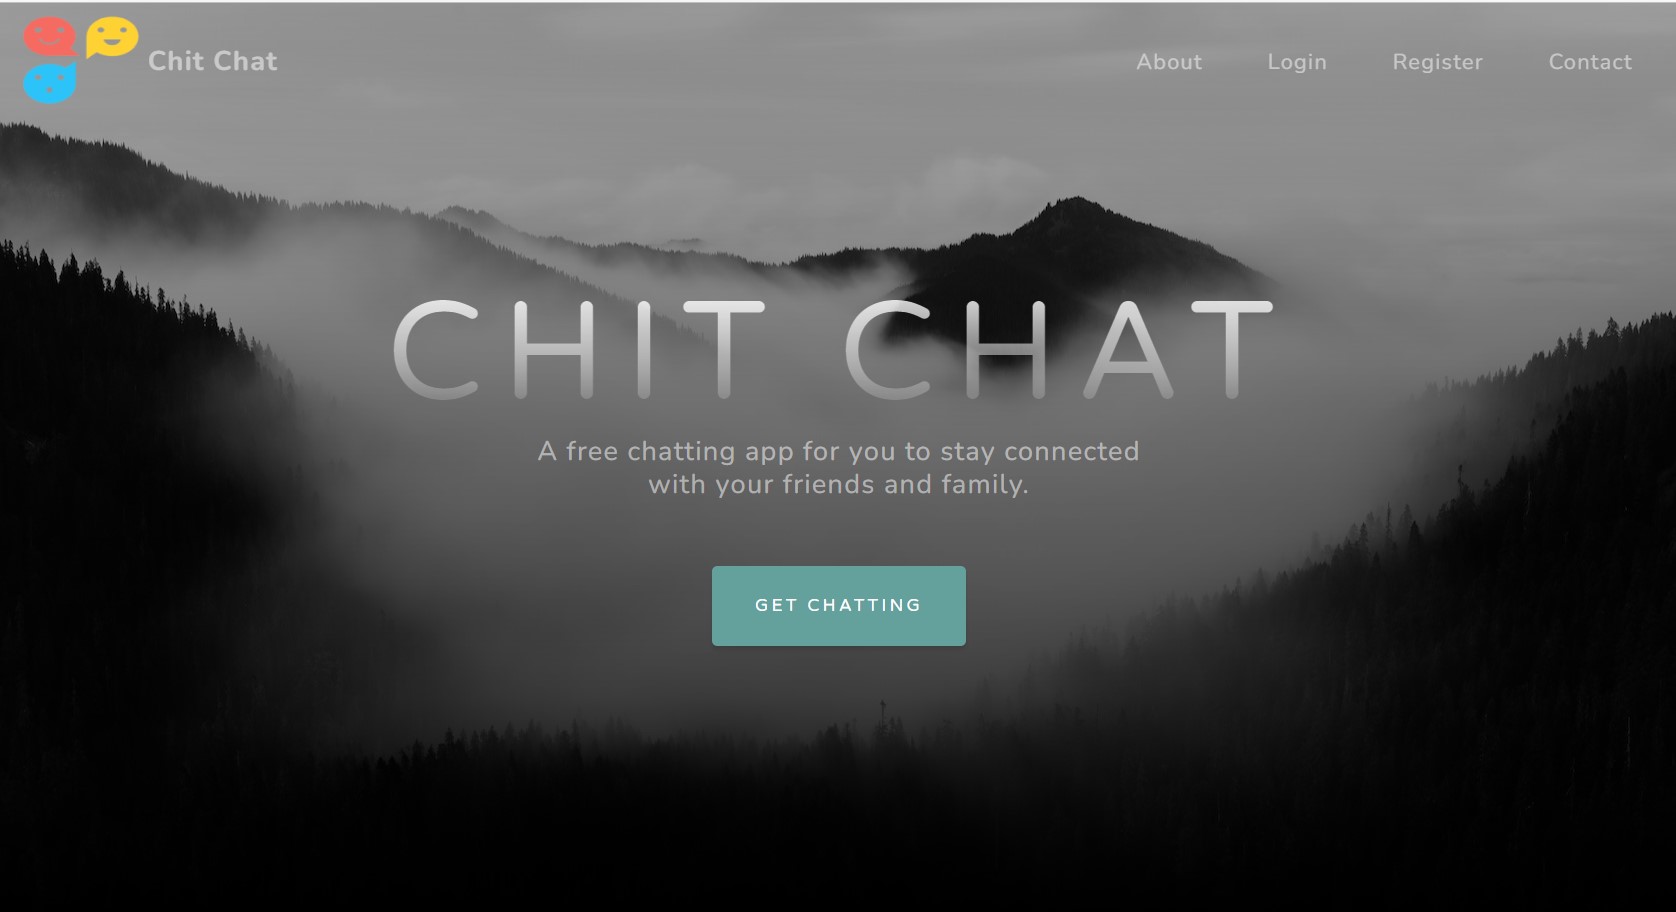 Chit Chat
About
Login
Register
Contact
CHIT CHAT
A free chatting app for you to stay connected
with your friends and family.
GET CHATTING